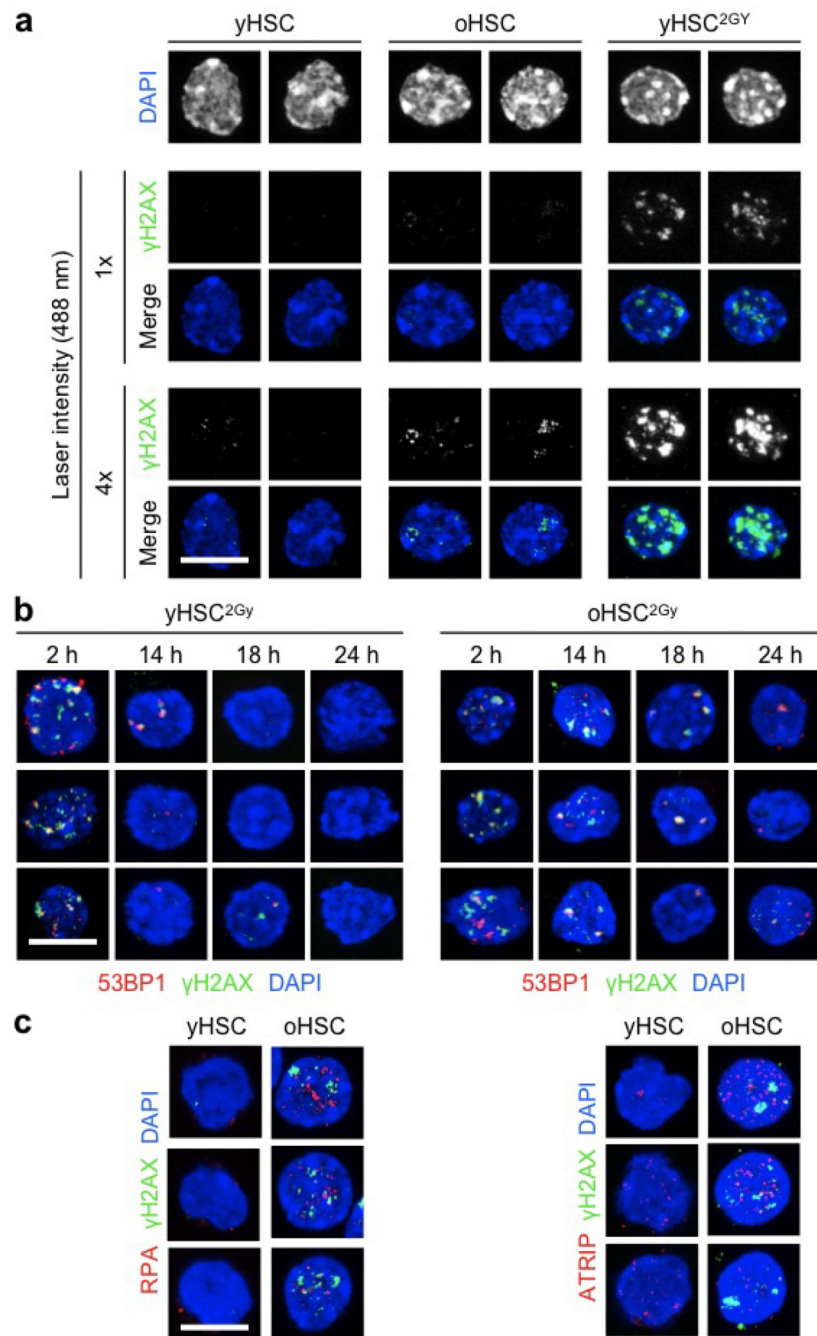 a
yHSC oHSC yHSC2GY
DAPI
Laser intensity (488 nm)
1x
γH2AX
Merge
4x
γH2AX
Merge
b
yHSC2Gy oHSC2Gy
2 h 14 h 18 h 24 h 2 h 14 h 18 h 24 h
53BP1 γH2AX DAPI 53BP1 γH2AX DAPI
c
yHSC oHSC yHSC oHSC
RPA γH2AX DAPI
ATRIP γH2AX DAPI